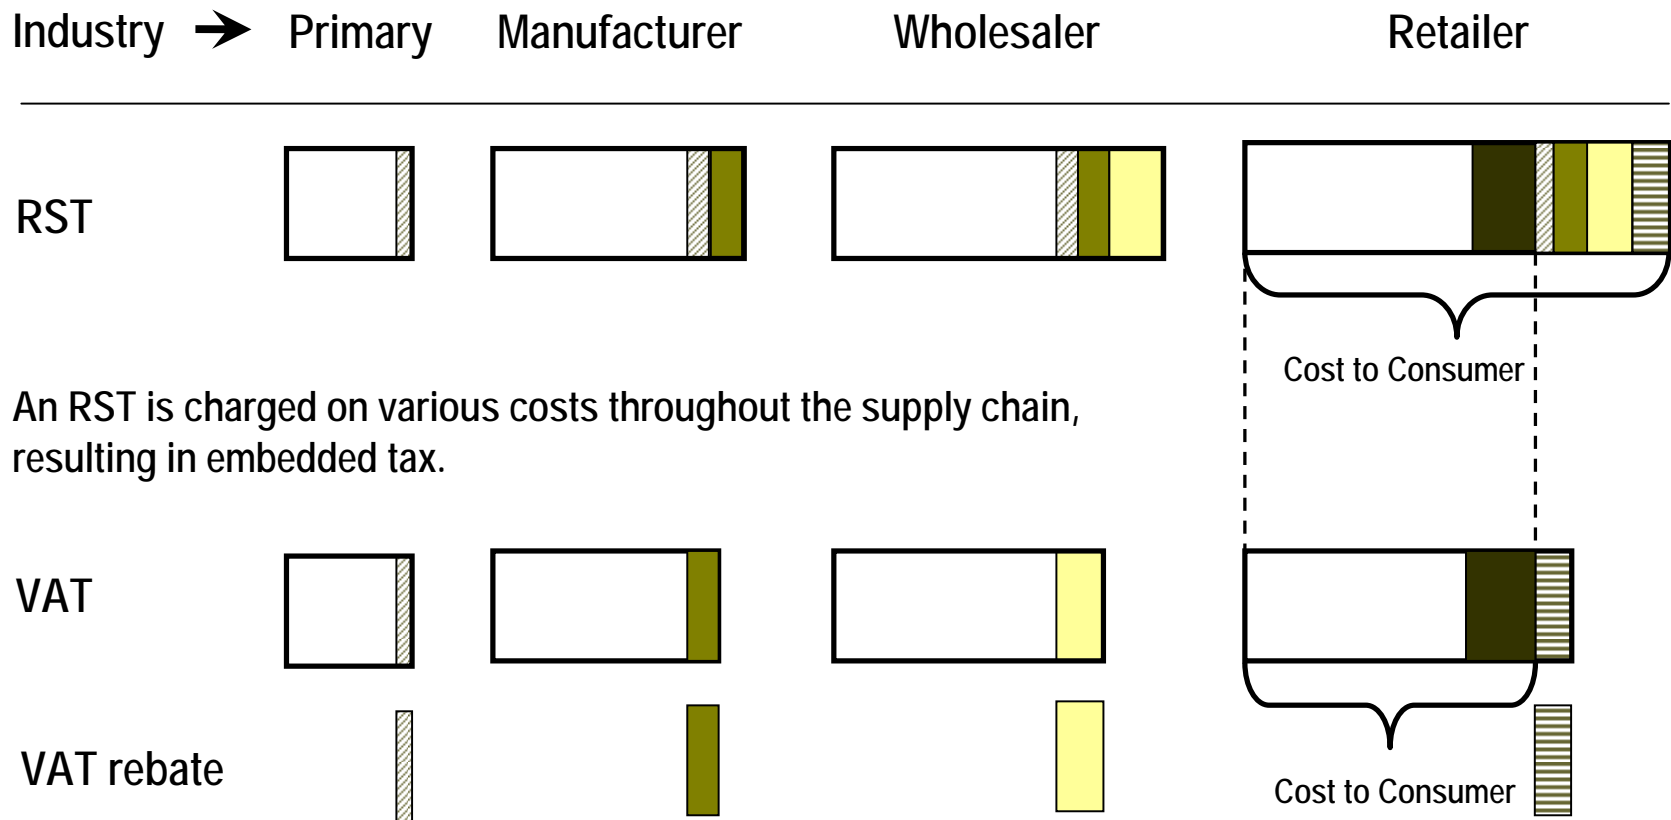 Industry → Primary Manufacturer Wholesaler Retailer
RST
Cost to Consumer
An RST is charged on various costs throughout the supply chain,
resulting in embedded tax.
VAT
VAT rebate
Cost to Consumer